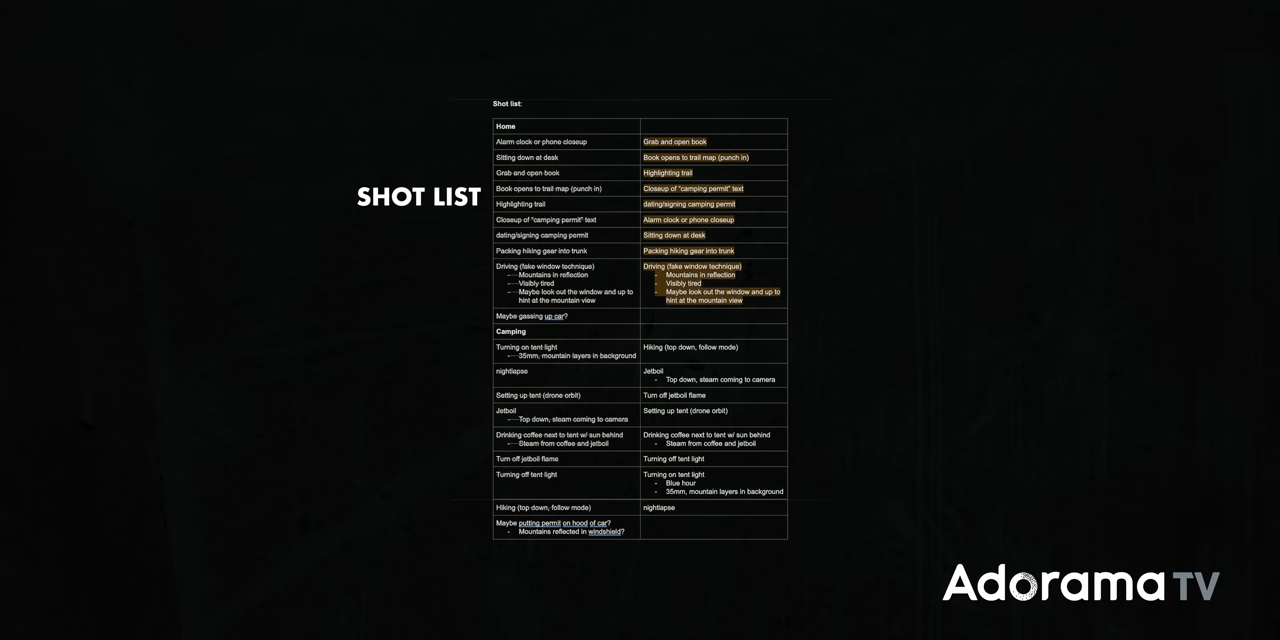 Shot list:
Home
Alarm clock or phone closeup Grab and open book
Sitting down at desk Book opens to trail map (punch in)
Grab and open book Highlighting trail
SHOT LIST
Book opens to trail map (punch in) Closeup of "camping permit" text
Highlighting trail dating/signing camping permit
Closeup of "camping permit" text Alarm clock or phone closeup
dating/signing camping permit Sitting down at desk
Packing hiking gear into trunk Packing hiking gear into trunk
Driving (fake window technique) Driving (fake window technique)
- Mountains in reflection - Mountains in reflection
- Visibly tired - Visibly tired
- Maybe look out the window and up to - Maybe look out the window and up to
hint at the mountain view hint at the mountain view
Maybe gassing up car?
Camping
Turning on tent light Hiking (top down, follow mode)
- 35mm, mountain layers in background
nightlapse Jetboil
- Top down, steam coming to camera
Setting up tent (drone orbit) Turn off jetboil flame
Jetboil Setting up tent (drone orbit)
- Top down, steam coming to camera
Drinking coffee next to tent w/ sun behind Drinking coffee next to tent w/ sun behind
- Steam from coffee and jetboil - Steam from coffee and jetboil
Turn off jetboil flame Turning off tent light
Turning off tent light Turning on tent light
- Blue hour
- 35mm, mountain layers in background
Hiking (top down, follow mode) nightlapse
Maybe putting permit on hood of car?
- Mountains reflected in windshield?
Adorama TV